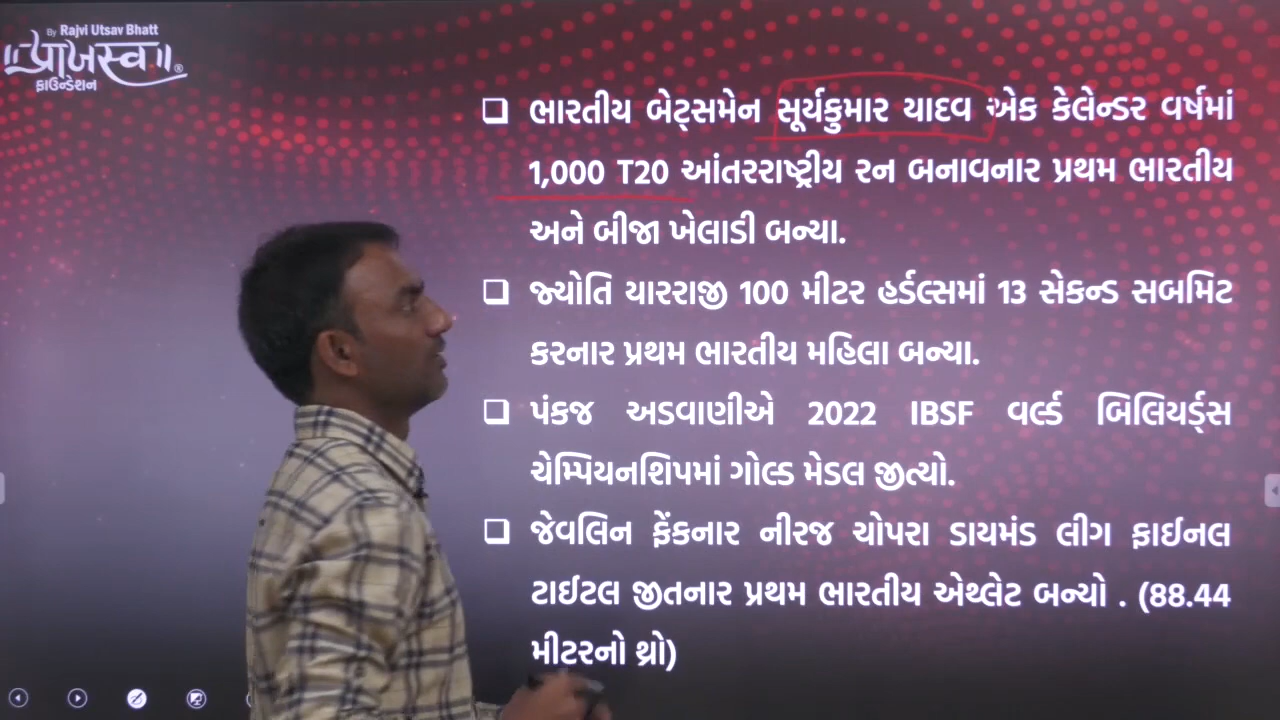 By Rajvi Utsav Bhatt
॥પ્રાખસ્વ॥®
ફાઉન્ડેશન
❑ ભારતીય બેટ્સમેન સૂર્યકુમાર યાદવ એક કેલેન્ડર વર્ષમાં
1,000 T20 આંતરરાષ્ટ્રીય રન બનાવનાર પ્રથમ ભારતીય
અને બીજા ખેલાડી બન્યા.
❑ જ્યોતિ યારરાજી 100 મીટર હર્ડલ્સમાં 13 સેકન્ડ સબમિટ
કરનાર પ્રથમ ભારતીય મહિલા બન્યા.
❑ પંકજ અડવાણીએ 2022 IBSF વર્લ્ડ બિલિયર્ડ્સ
ચેમ્પિયનશિપમાં ગોલ્ડ મેડલ જીત્યો.
❑ જેવલિન ફેંકનાર નીરજ ચોપરા ડાયમંડ લીગ ફાઈનલ
ટાઈટલ જીતનાર પ્રથમ ભારતીય એથ્લેટ બન્યો . (88.44
મીટરનો થ્રો)